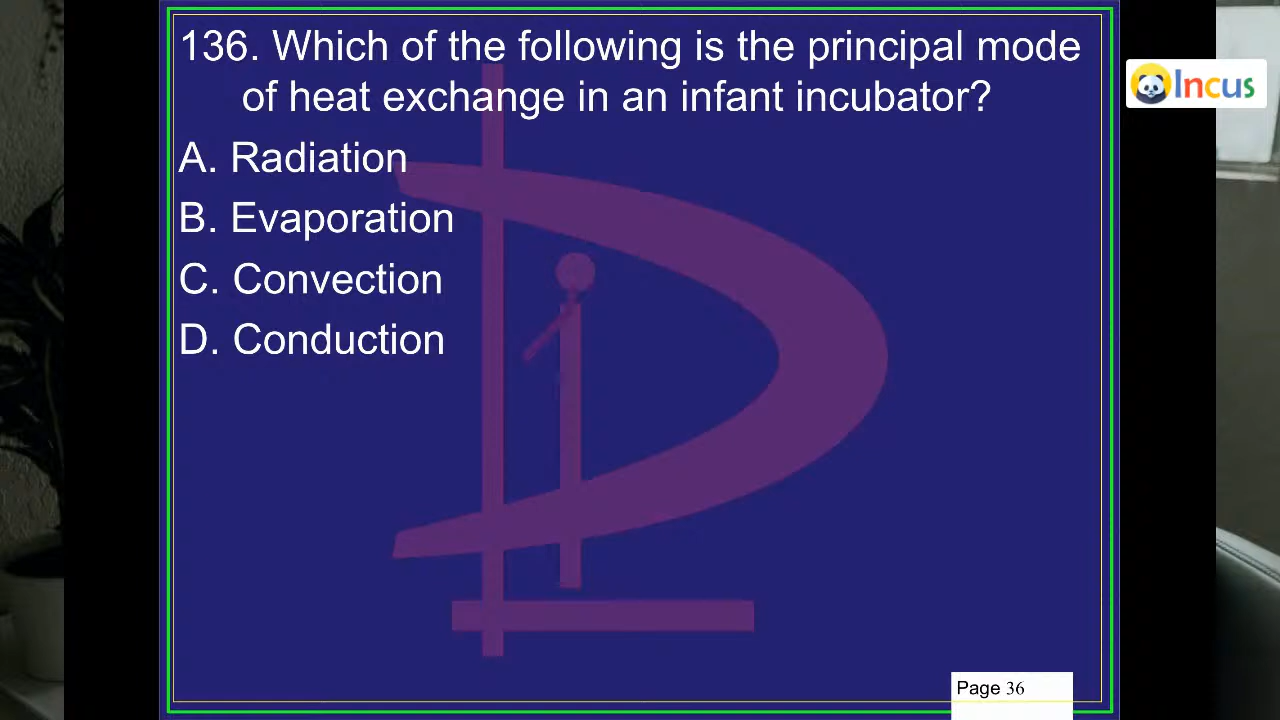 136. Which of the following is the principal mode
of heat exchange in an infant incubator?
A. Radiation
B. Evaporation
C. Convection
D. Conduction
Incus
Page 36